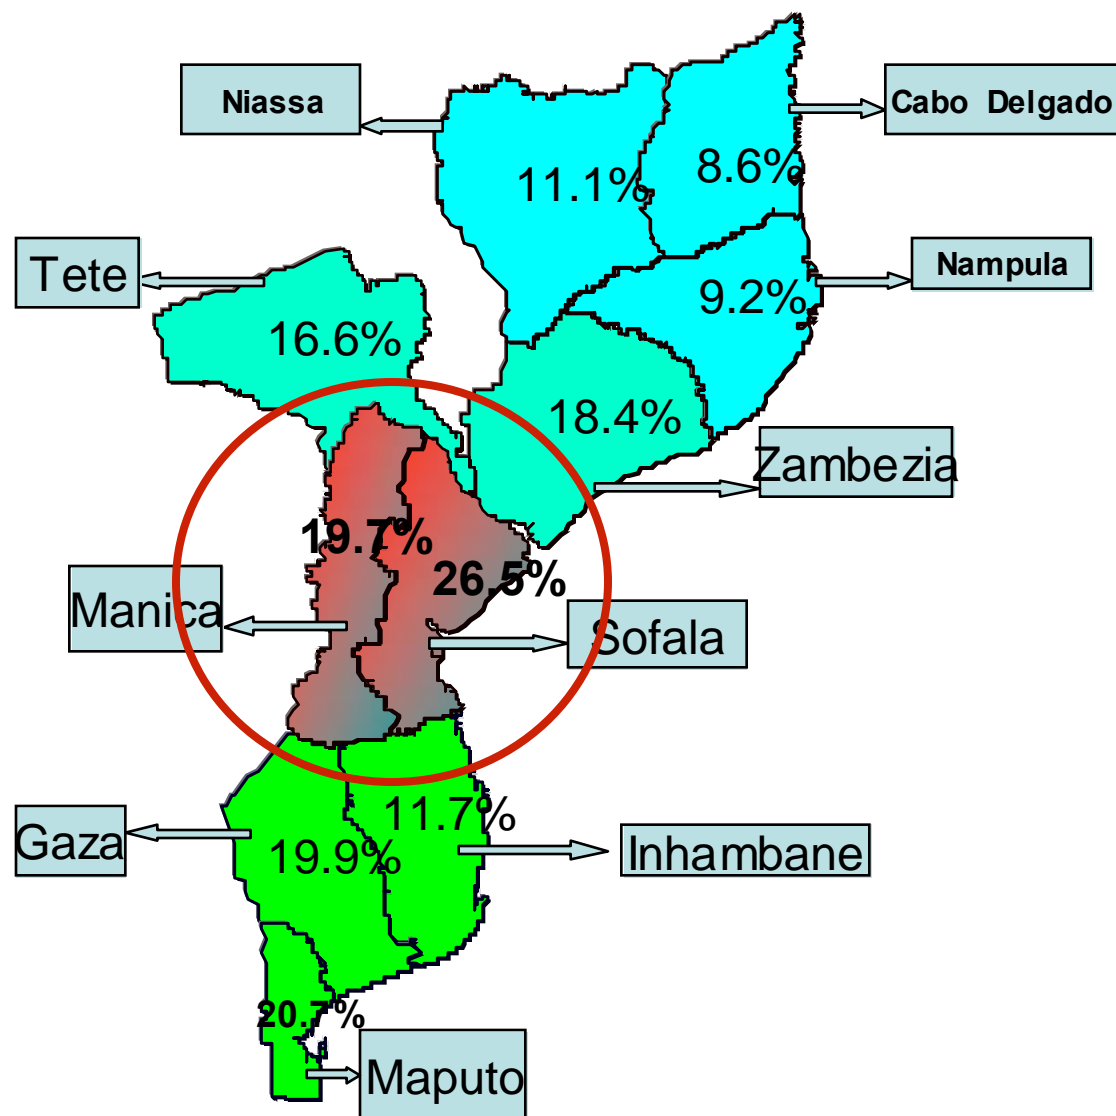 Niassa
Cabo Delgado
11.1%
8.6%
Tete
Nampula
9.2%
16.6%
18.4%
Zambezia
19.7%
26.5%
Manica
Sofala
11.7%
Gaza
19.9%
Inhambane
20.7%
Maputo